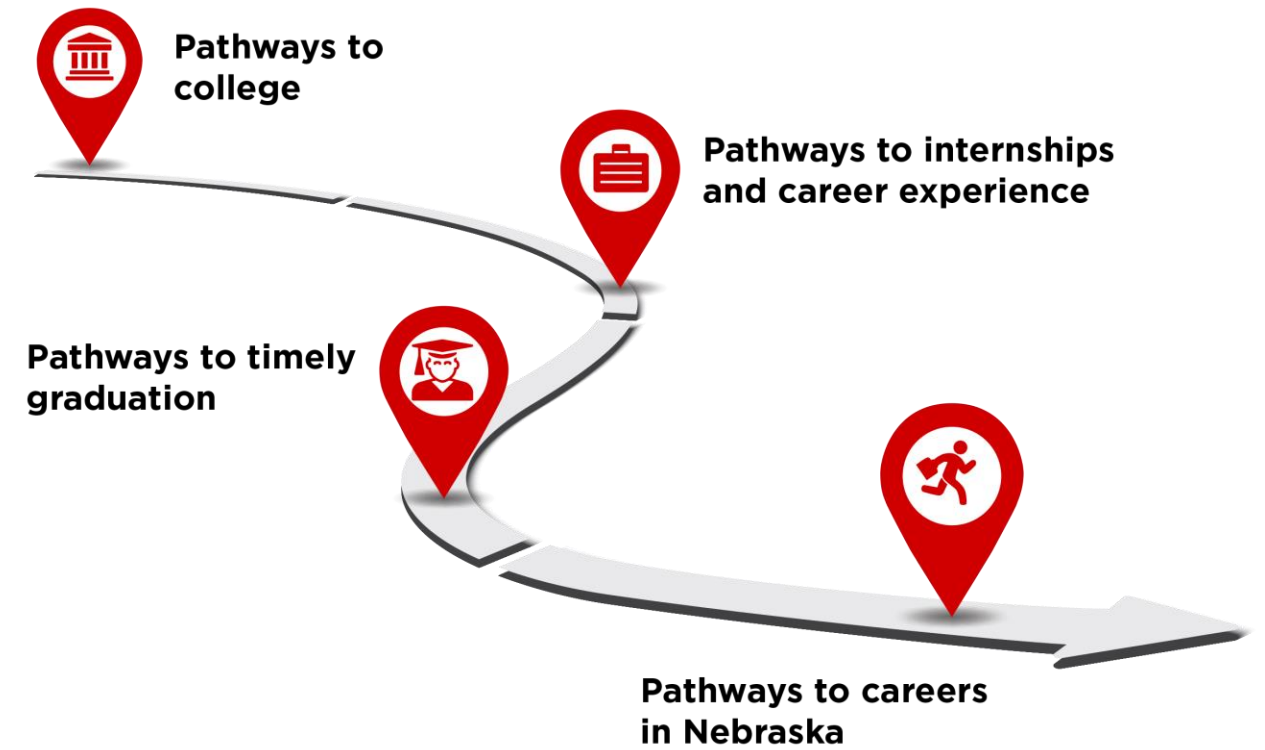 Pathways to
college
Pathways to internships
and career experience
Pathways to timely
graduation
Pathways to careers
in Nebraska